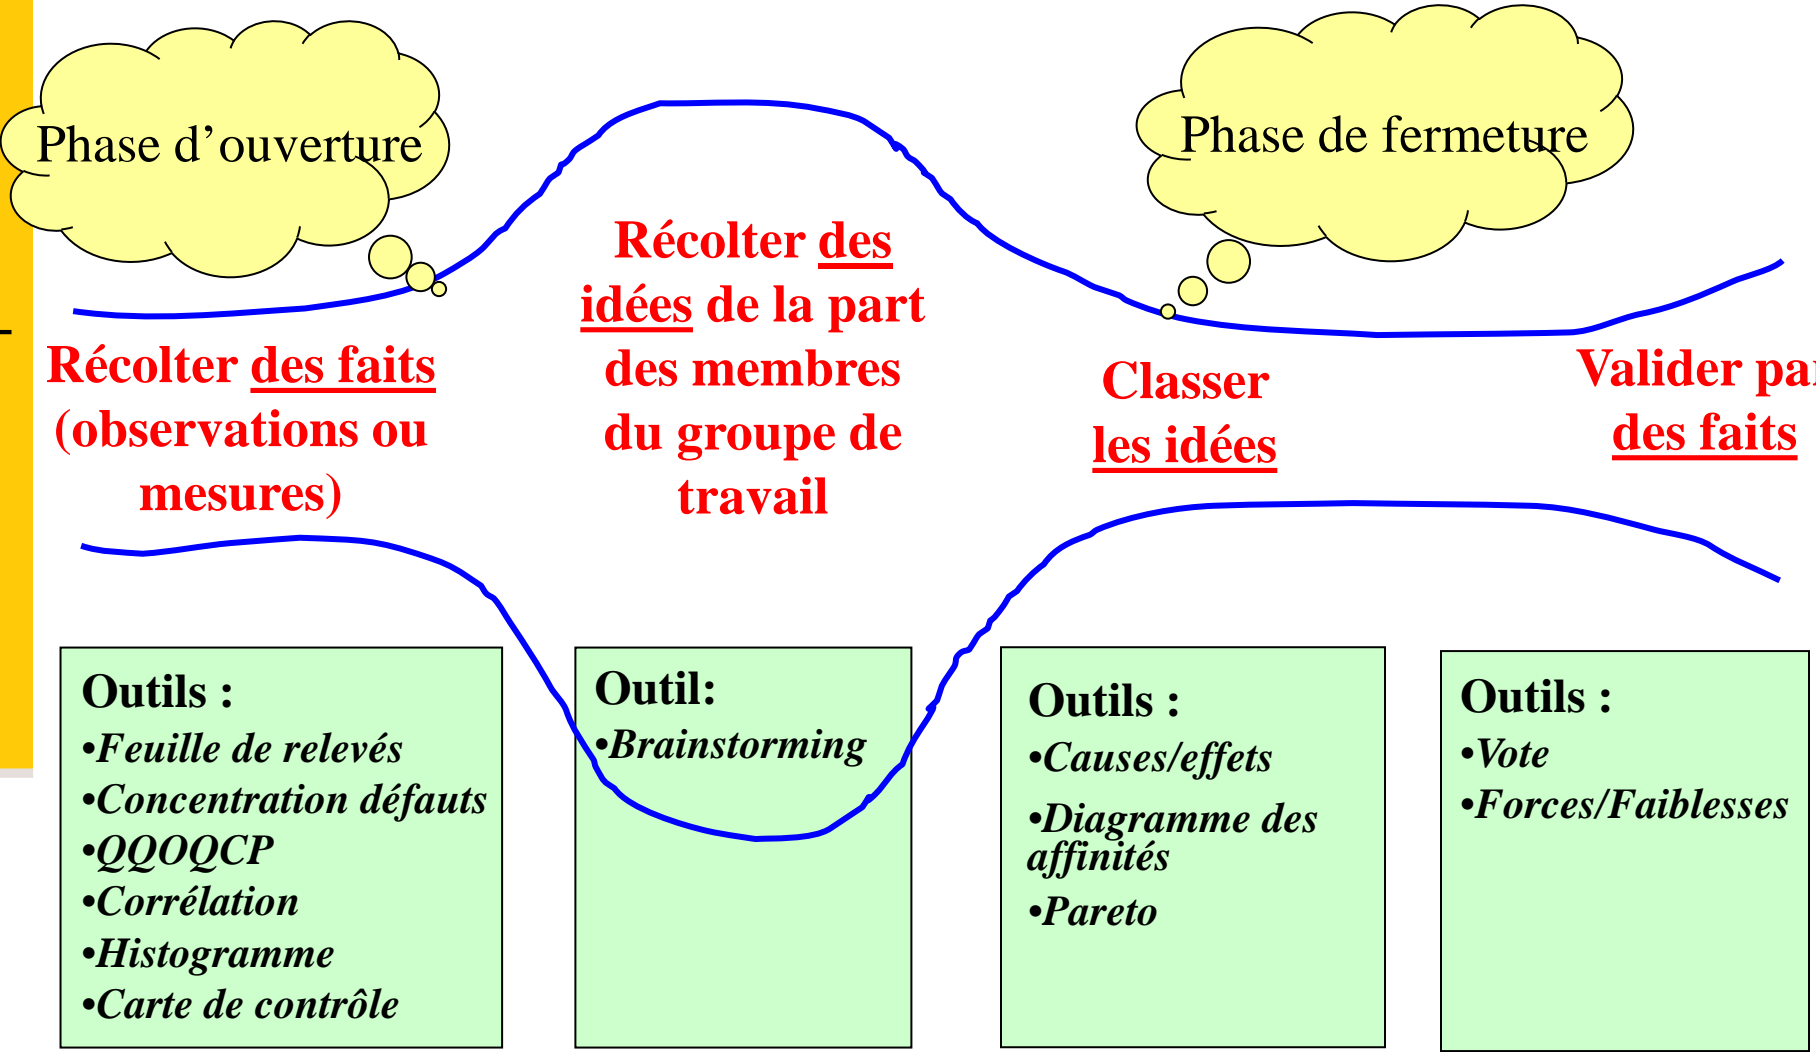 Phase d’ouverture
Phase de fermeture
Récolter des faits
(observations ou
mesures)
Récolter des
idées de la part
des membres
du groupe de
travail
Classer
les idées
Valider par
des faits
Outils :
•Feuille de relevés
•Concentration défauts
•QQOQCP
•Corrélation
•Histogramme
•Carte de contrôle
Outil:
•Brainstorming
Outils :
•Causes/effets
•Diagramme des
affinités
•Pareto
Outils :
•Vote
•Forces/Faiblesses